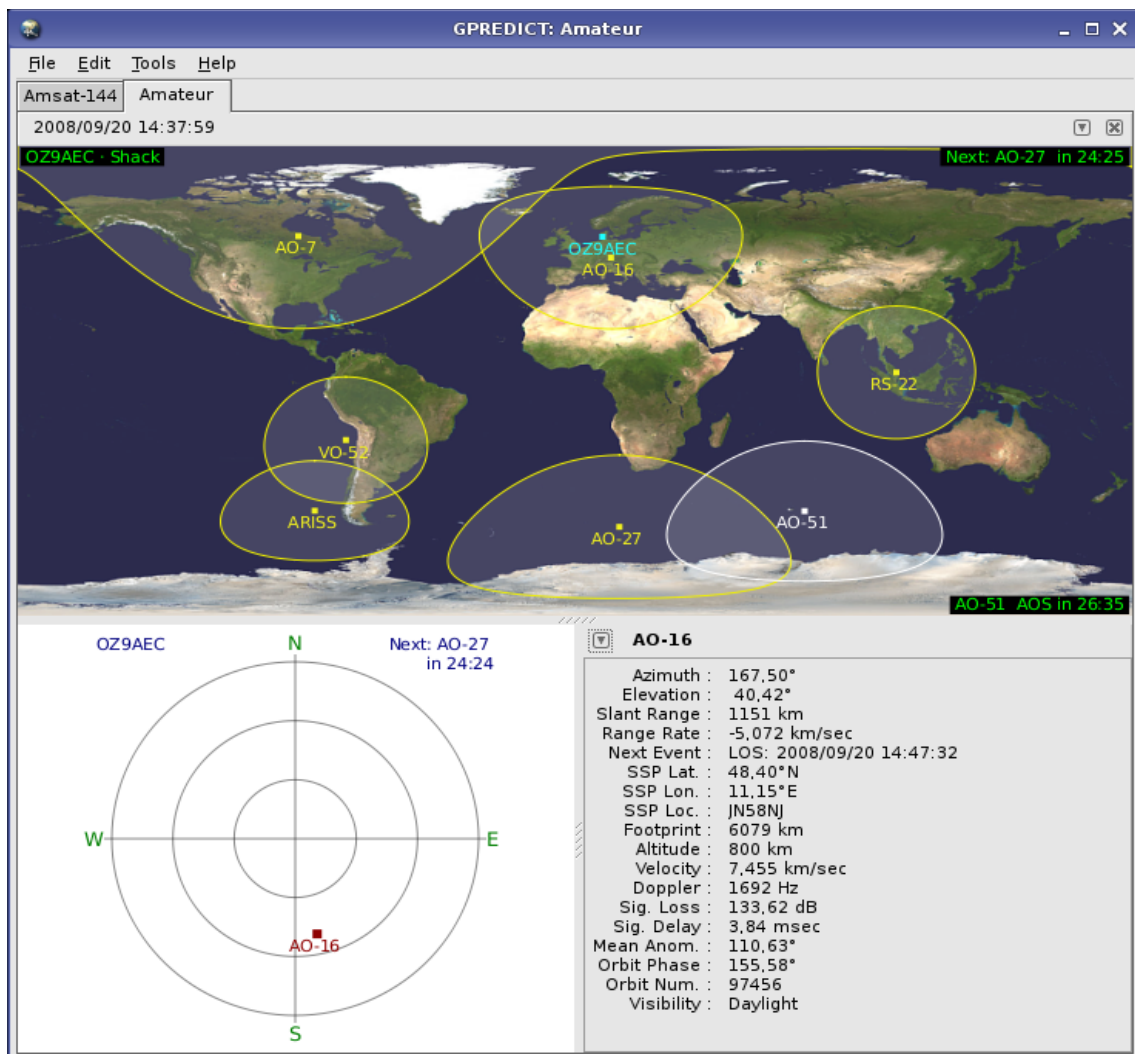 GPREDICT: Amateur
File Edit Tools Help
Amsat-144 Amateur
2008/09/20 14:37:59
OZ9AEC · Shack
Next: AO-27 in 24:25
AO-7
OZ9AEC
AO-16
RS-22
VO-52
ARISS
AO-27
AO-51
AO-51 AOS in 26:35
OZ9AEC
N
Next: AO-27
in 24:24
W
E
AO-16
S
AO-16
Azimuth : 167,50°
Elevation : 40,42°
Slant Range : 1151 km
Range Rate : -5,072 km/sec
Next Event : LOS: 2008/09/20 14:47:32
SSP Lat. : 48,40°N
SSP Lon. : 11,15°E
SSP Loc. : JN58NJ
Footprint : 6079 km
Altitude : 800 km
Velocity : 7,455 km/sec
Doppler : 1692 Hz
Sig. Loss : 133,62 dB
Sig. Delay : 3,84 msec
Mean Anom. : 110,63°
Orbit Phase : 155,58°
Orbit Num. : 97456
Visibility : Daylight